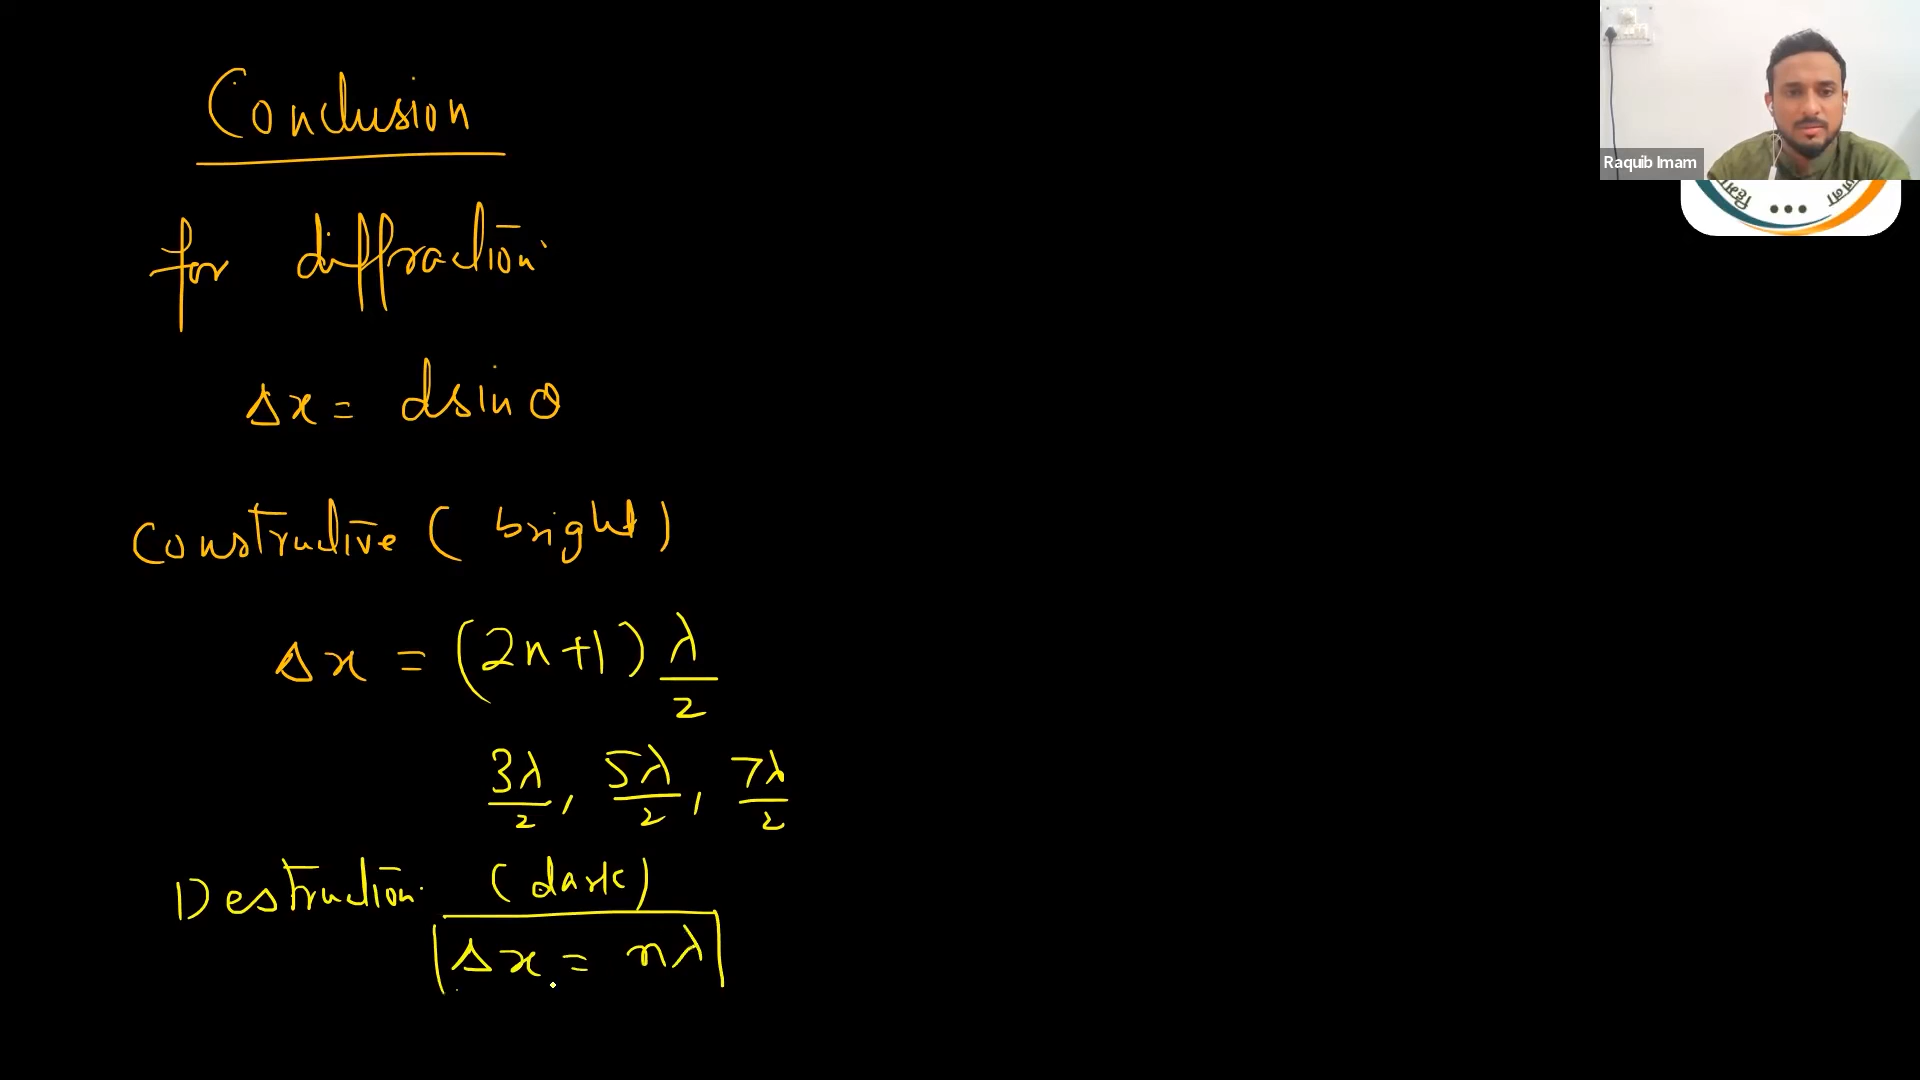 Conclusion
for diffraction
Δx = dsinθ
Constructive (bright)
Δx = (2n+1) λ/2
3λ/2, 5λ/2, 7λ/2
Destruction (dark)
Δx = nλ
Raquib Imam